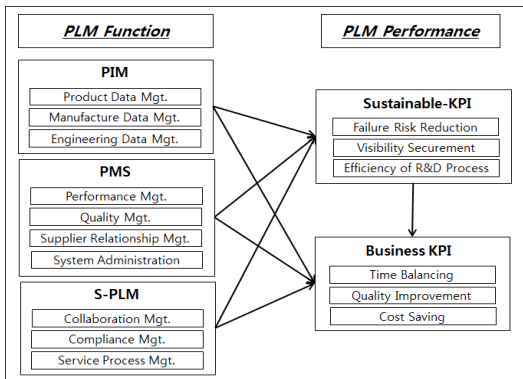 PLM Function
PIM
Product Data Mgt.
Manufacture Data Mgt.
Engineering Data Mgt.
PMS
Performance Mgt.
Quality Mgt.
Supplier Relationship Mgt.
System Administration
S-PLM
Collaboration Mgt.
Compliance Mgt.
Service Process Mgt.
PLM Performance
Sustainable-KPI
Failure Risk Reduction
Visibility Securement
Efficiency of R&D Process
Business KPI
Time Balancing
Quality Improvement
Cost Saving